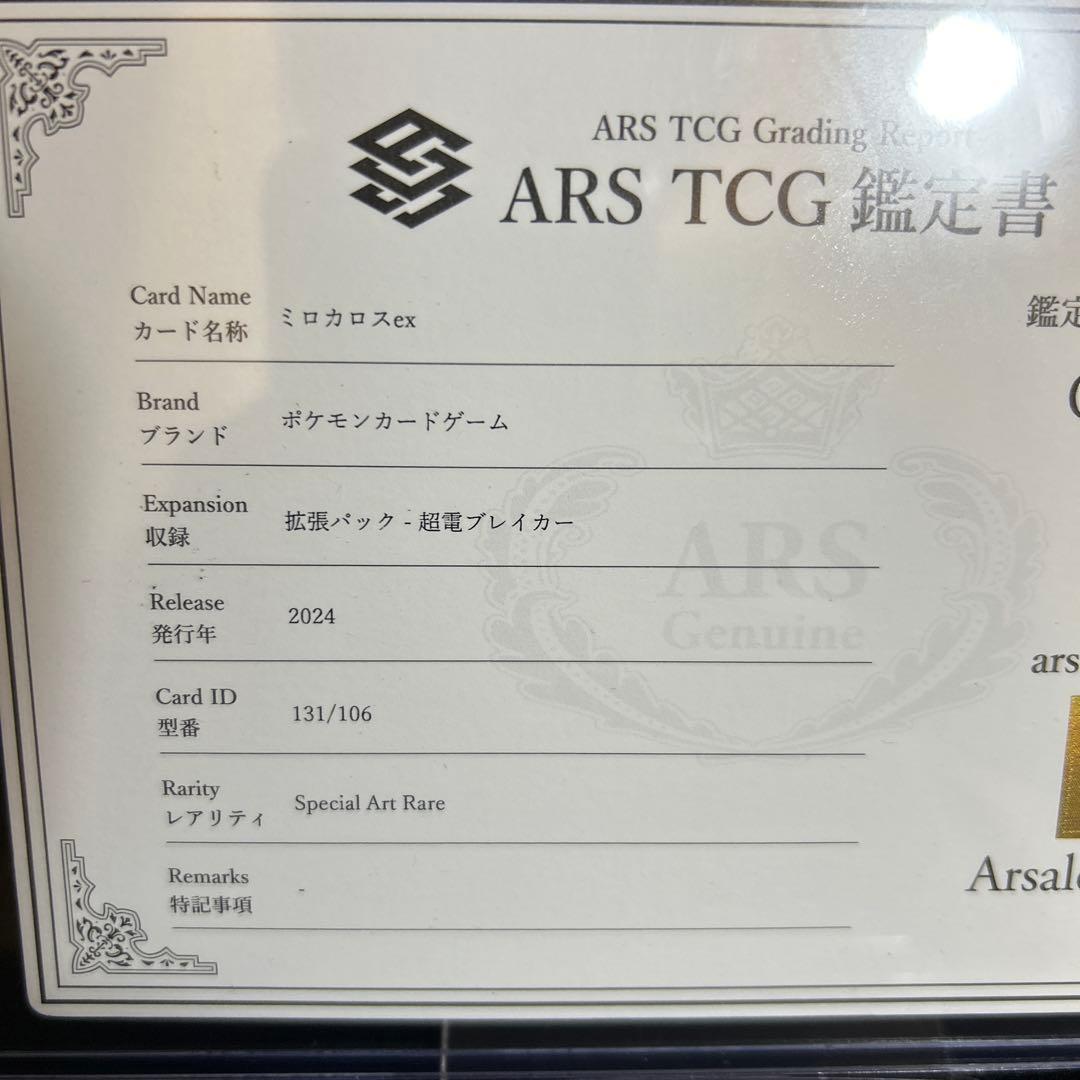 ARS TCG Grading Report
ARS TCG 鑑定書
Card Name
カード名称
ミロカロスex
Brand
ブランド
ポケモンカードゲーム
Expansion
収録
拡張パック - 超電ブレイカー
Release
発行年
2024
Card ID
型番
131/106
Rarity
レアリティ
Special Art Rare
Remarks
特記事項
-
ARS
Genuine
鑑定
ars